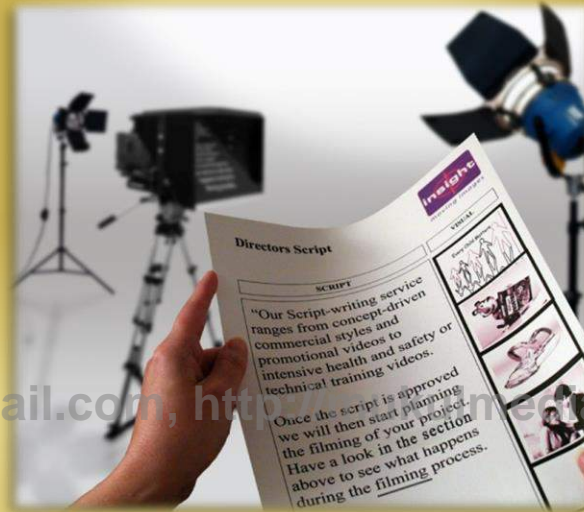 insight
moving images
Directors Script
SCRIPT
VISUAL
"Our Script-writing service
ranges from concept-driven
commercial styles and
promotional videos to
intensive health and safety or
technical training videos.
Once the script is approved
we will then start planning
the filming of your project.
Have a look in the section
above to see what happens
during the filming process.
Every Child Matters